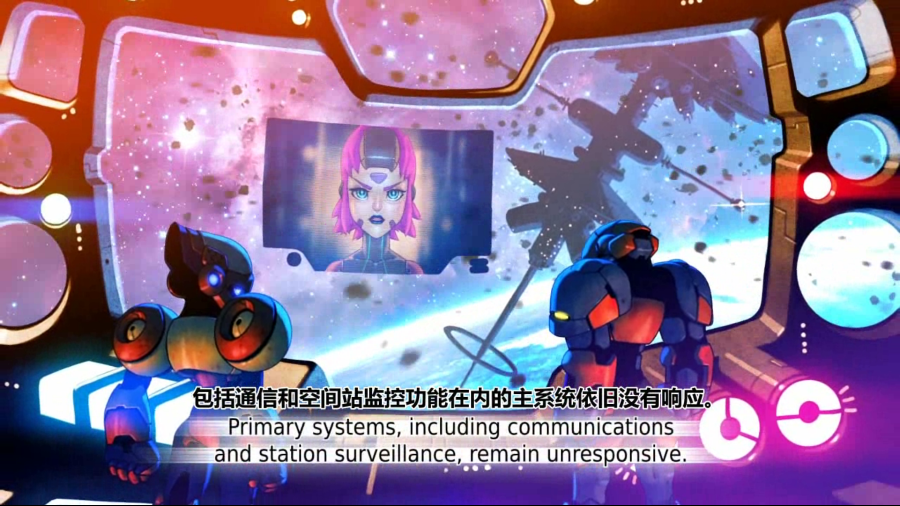 包括通信和空间站监控功能在内的主系统依旧没有响应。
Primary systems, including communications
and station surveillance, remain unresponsive.